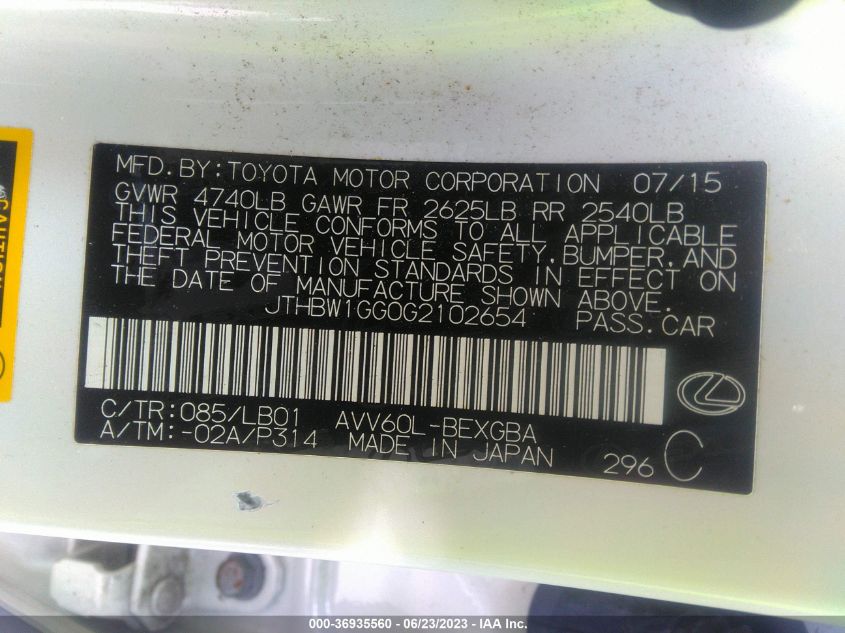 MFD.BY:TOYOTA MOTOR CORPORATION 07/15
GVWR 4740LB GAWR FR 2625LB RR 2540LB
THIS VEHICLE CONFORMS TO ALL APPLICABLE
FEDERAL MOTOR VEHICLE SAFETY,BUMPER,AND
THEFT PREVENTION STANDARDS IN EFFECT ON
THE DATE OF MANUFACTURE SHOWN ABOVE.
JTHBW1GG0G2102654 PASS.CAR
C/TR:085/LB01 AVV60L-BEXGBA
A/TM:-02A/P314 MADE IN JAPAN 296 C
CAUTION
000-36935560 / 06/23/2023 - IAA Inc.